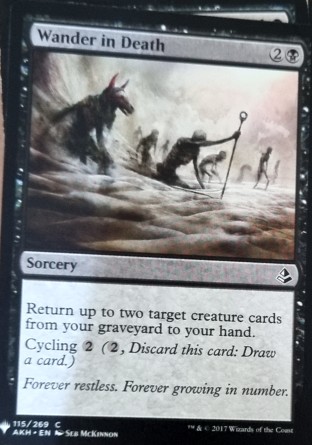 Wander in Death 2
Sorcery
Return up to two target creature cards
from your graveyard to your hand.
Cycling 2 (2, Discard this card: Draw
a card.)
Forever restless. Forever growing in number.
115/269 C
AKH • EN Seb McKinnon
™ & © 2017 Wizards of the Coast